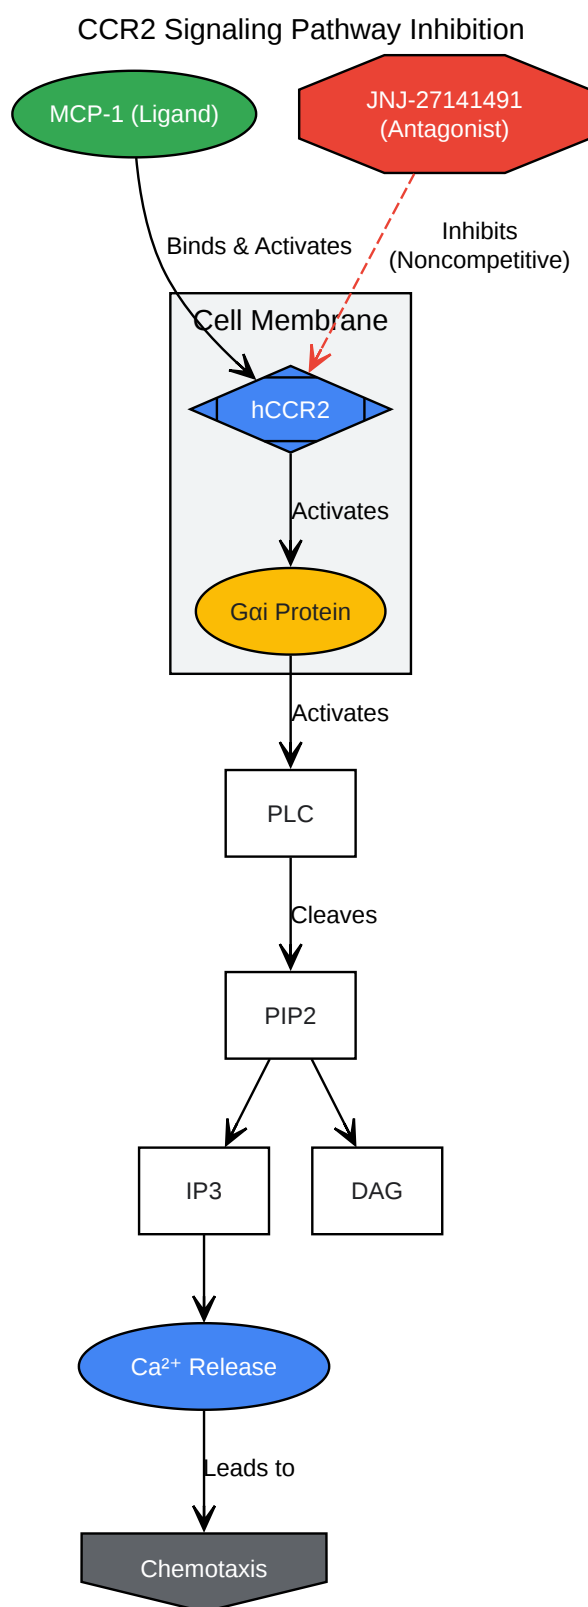 CCR2 Signaling Pathway Inhibition
MCP-1 (Ligand)
JNJ-27141491
(Antagonist)
Binds & Activates
Inhibits
(Noncompetitive)
Cell Membrane
hCCR2
Activates
Gαi Protein
Activates
PLC
Cleaves
PIP2
IP3
DAG
Ca²⁺ Release
Leads to
Chemotaxis